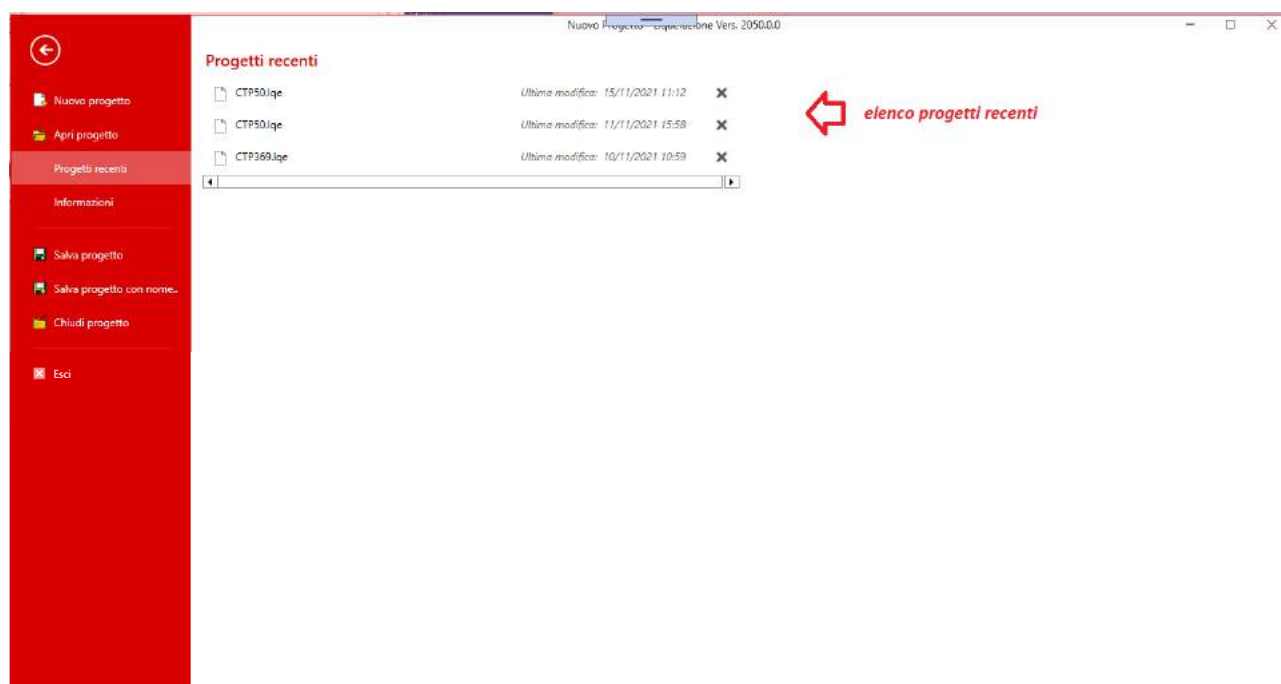 Nuovo Progetto - Liquefazione Vers. 2050.0.0
Progetti recenti
Nuovo progetto
Apri progetto
Progetti recenti
Informazioni
Salva progetto
Salva progetto con nome..
Chiudi progetto
Esci
CTP50.lqe Ultima modifica: 15/11/2021 11:12
CTP50.lqe Ultima modifica: 11/11/2021 15:58
CTP369.lqe Ultima modifica: 10/11/2021 10:59
elenco progetti recenti